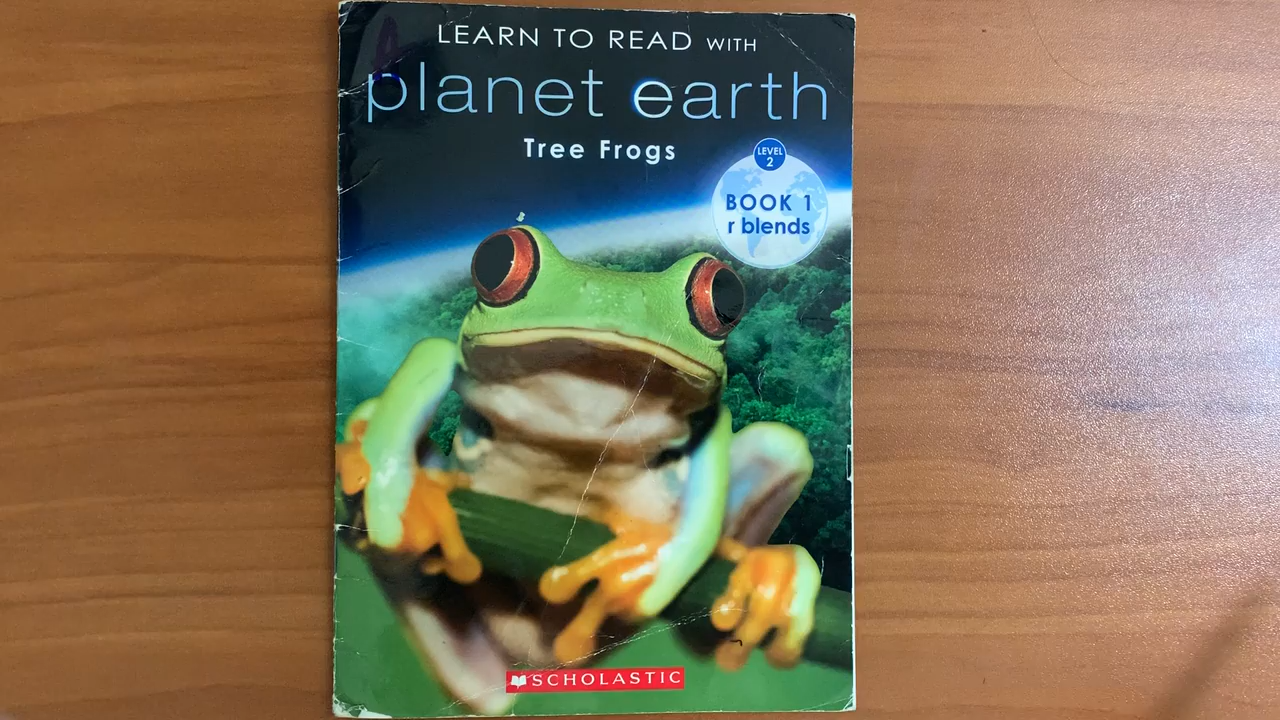 LEARN TO READ WITH
planet earth
Tree Frogs
LEVEL
2
BOOK 1
r blends
SCHOLASTIC